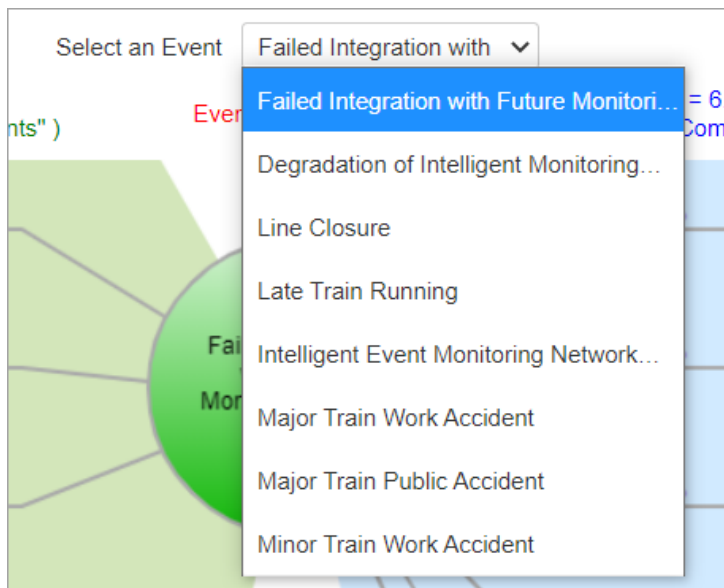 Select an Event Failed Integration with
Failed Integration with Future Monitori...
nts" )
Even
= 6
Com
Degradation of Intelligent Monitoring...
Line Closure
Late Train Running
Fai
Intelligent Event Monitoring Network...
Mor
Major Train Work Accident
Major Train Public Accident
Minor Train Work Accident